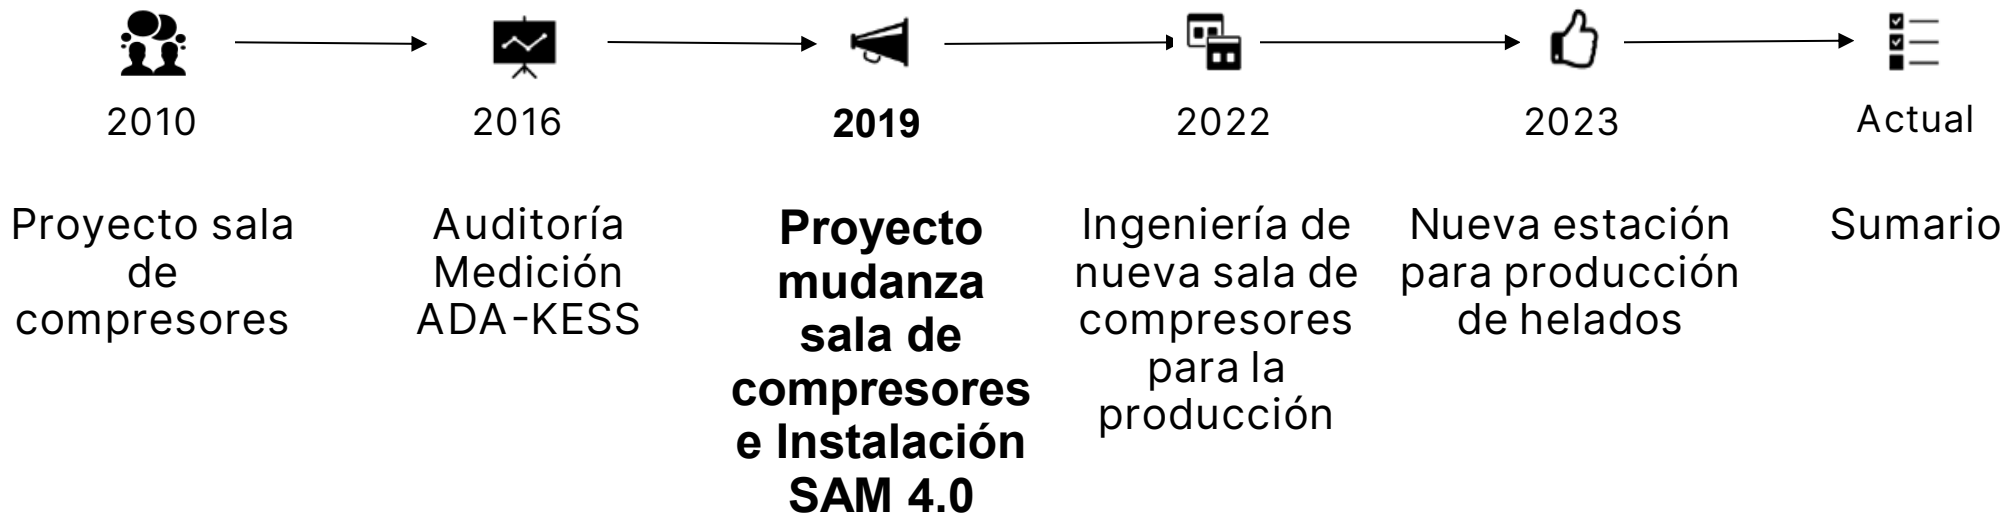 2010
2016
2019
2022
2023
Actual
Proyecto sala
de
compresores
Auditoría
Medición
ADA-KESS
Proyecto
mudanza
sala de
compresores
e Instalación
SAM 4.0
Ingeniería de
nueva sala de
compresores
para la
producción
Nueva estación
para producción
de helados
Sumario